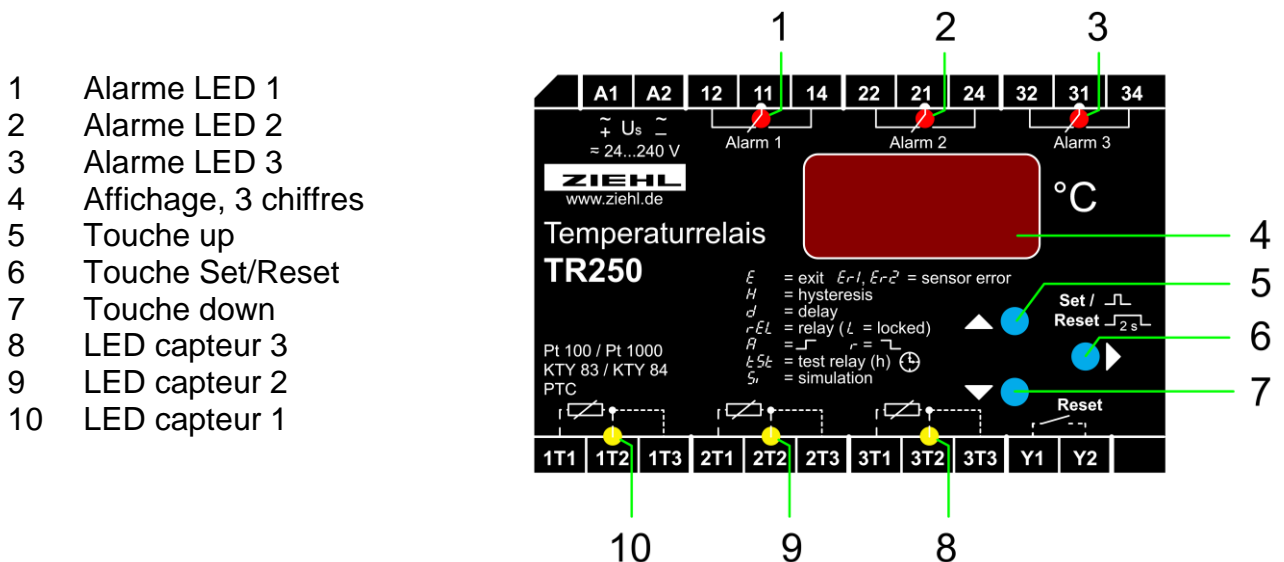 1 Alarme LED 1
2 Alarme LED 2
3 Alarme LED 3
4 Affichage, 3 chiffres
5 Touche up
6 Touche Set/Reset
7 Touche down
8 LED capteur 3
9 LED capteur 2
10 LED capteur 1
1 2 3
A1 A2 12 11 14 22 21 24 32 31 34
~ ~
+ Us −
≂ 24...240 V
Alarm 1 Alarm 2 Alarm 3
ZIEHL
www.ziehl.de
°C
Temperaturrelais
TR250
4
E = exit Er1, Er2 = sensor error
H = hysteresis
d = delay
rEL = relay (L = locked)
A = r =
tSt = test relay (h)
Si = simulation
5
Set /
Reset 2 s
6
Pt 100 / Pt 1000
KTY 83 / KTY 84
PTC
7
Reset
1T1 1T2 1T3 2T1 2T2 2T3 3T1 3T2 3T3 Y1 Y2
10 9 8